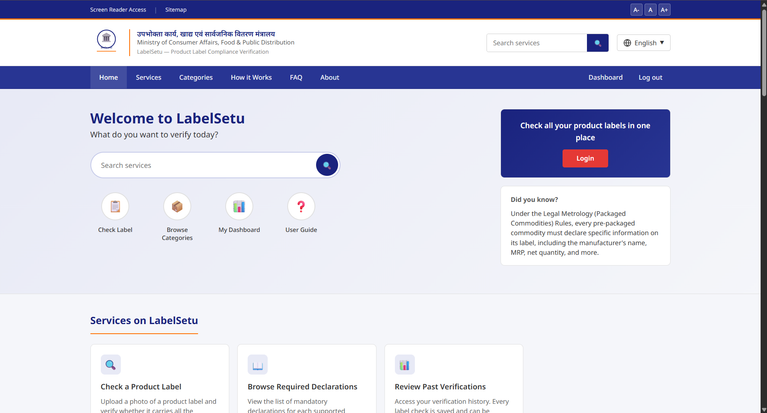 Screen Reader Access | Sitemap
A- A A+
उपभोक्ता कार्य, खाद्य एवं सार्वजनिक वितरण मंत्रालय
Ministry of Consumer Affairs, Food & Public Distribution
LabelSetu — Product Label Compliance Verification
Search services
English
Home Services Categories How it Works FAQ About
Dashboard Log out
Welcome to LabelSetu
What do you want to verify today?
Search services
Check Label
Browse
Categories
My Dashboard
User Guide
Check all your product labels in one
place
Login
Did you know?
Under the Legal Metrology (Packaged
Commodities) Rules, every pre-packaged
commodity must declare specific information on
its label, including the manufacturer's name,
MRP, net quantity, and more.
Services on LabelSetu
Check a Product Label
Upload a photo of a product label and
verify whether it carries all the
Browse Required Declarations
View the list of mandatory
declarations for each supported
Review Past Verifications
Access your verification history. Every
label check is saved and can be